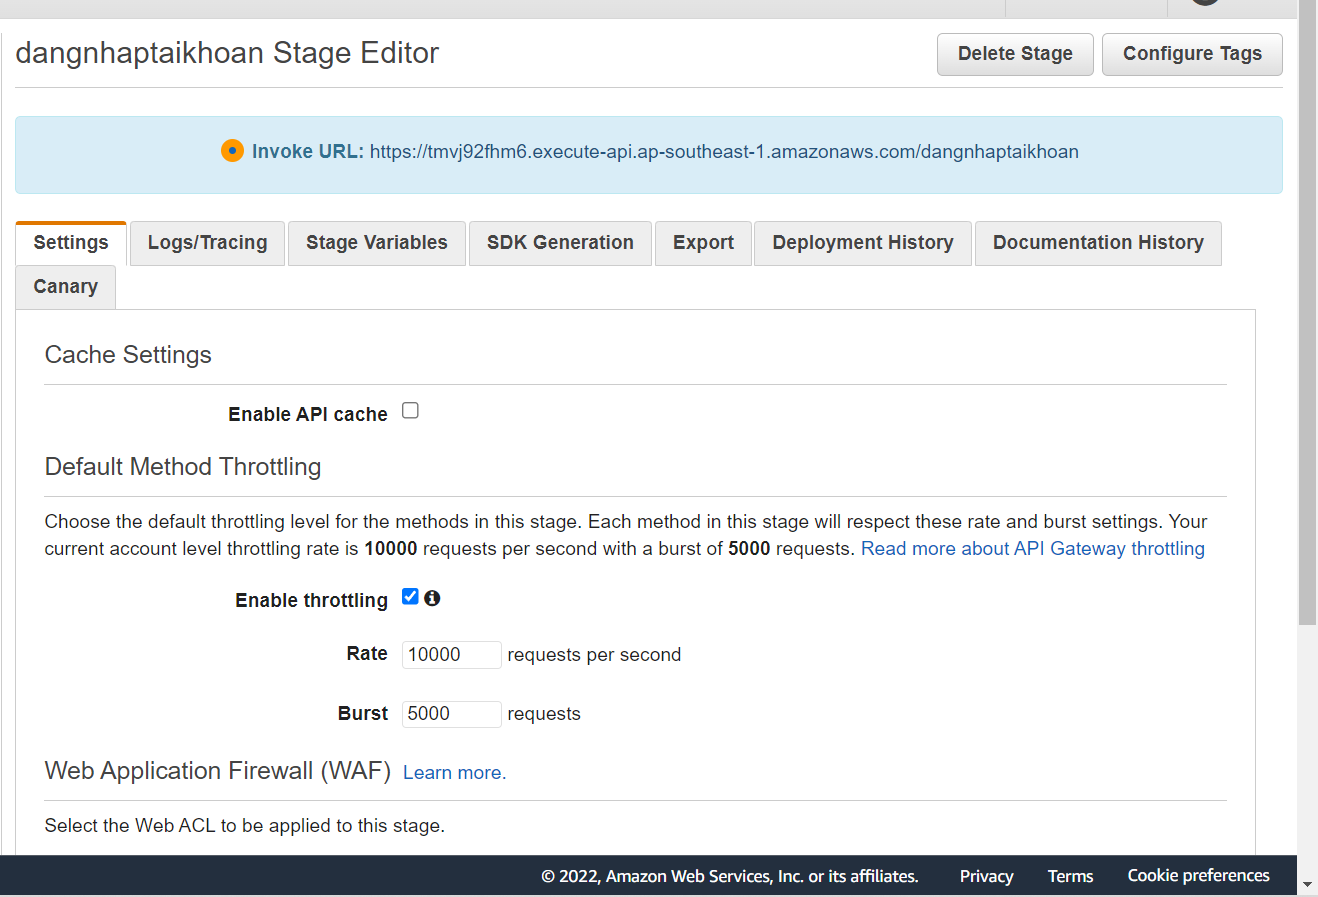 dangnhaptaikhoan Stage Editor
Delete Stage
Configure Tags
Invoke URL: https://tmvj92fhm6.execute-api.ap-southeast-1.amazonaws.com/dangnhaptaikhoan
Settings
Logs/Tracing
Stage Variables
SDK Generation
Export
Deployment History
Documentation History
Canary
Cache Settings
Enable API cache
Default Method Throttling
Choose the default throttling level for the methods in this stage. Each method in this stage will respect these rate and burst settings. Your
current account level throttling rate is 10000 requests per second with a burst of 5000 requests. Read more about API Gateway throttling
Enable throttling
Rate 10000 requests per second
Burst 5000 requests
Web Application Firewall (WAF) Learn more.
Select the Web ACL to be applied to this stage.
© 2022, Amazon Web Services, Inc. or its affiliates. Privacy Terms Cookie preferences